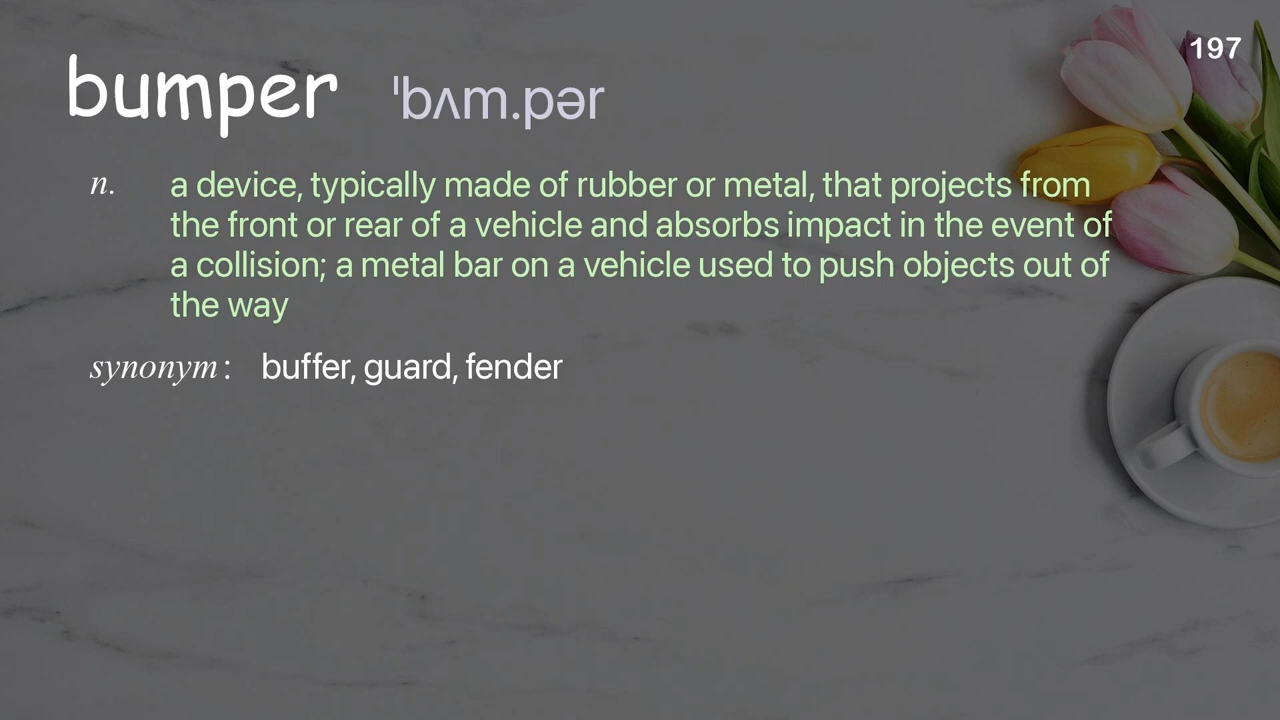 197
bumper ˈbʌm.pər
n. a device, typically made of rubber or metal, that projects from
the front or rear of a vehicle and absorbs impact in the event of
a collision; a metal bar on a vehicle used to push objects out of
the way
synonym: buffer, guard, fender